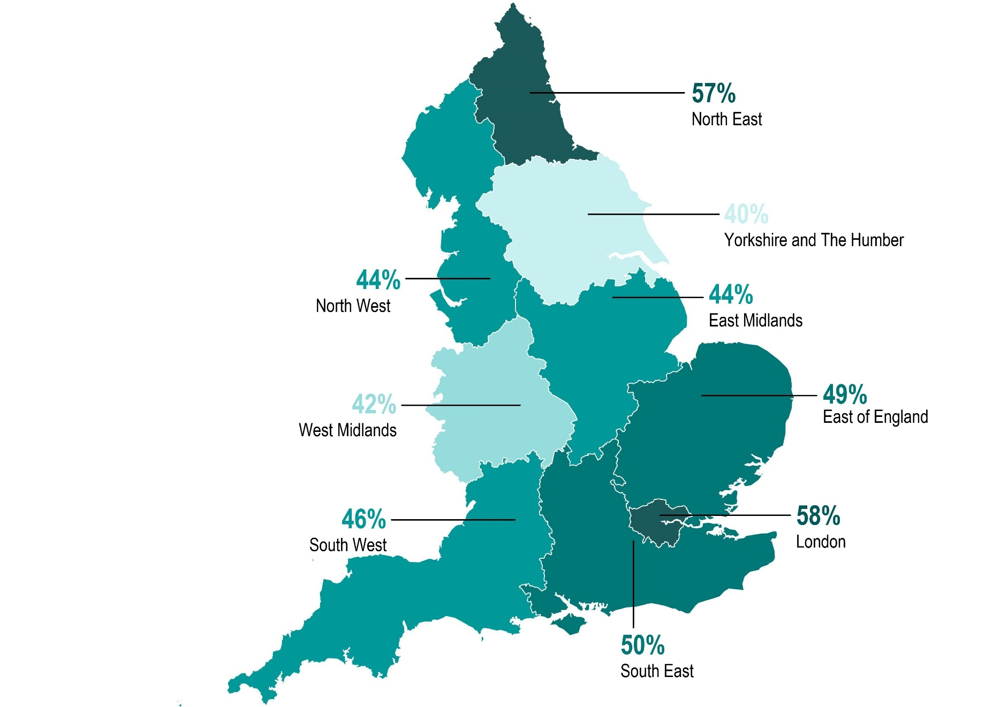 57%
North East
40%
Yorkshire and The Humber
44%
North West
44%
East Midlands
49%
East of England
42%
West Midlands
46%
South West
58%
London
50%
South East